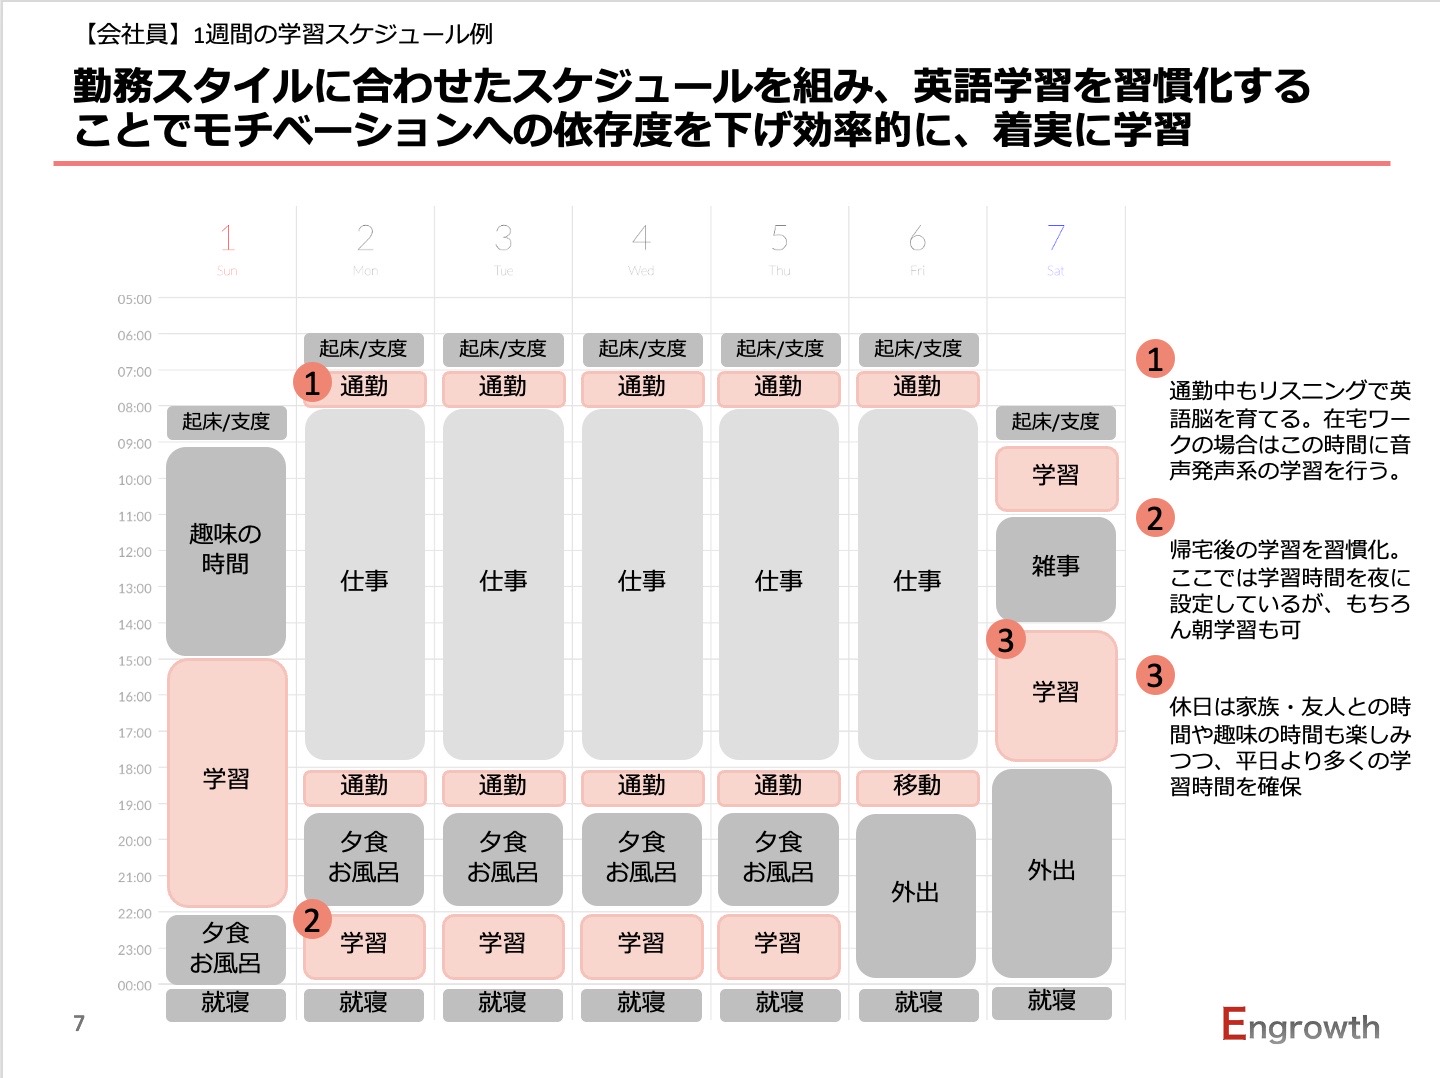 【会社員】1週間の学習スケジュール例
勤務スタイルに合わせたスケジュールを組み、英語学習を習慣化する
ことでモチベーションへの依存度を下げ効率的に、着実に学習
1 2 3 4 5 6 7
Sun Mon Tue Wed Thu Fri Sat
05:00
06:00
起床/支度 起床/支度 起床/支度 起床/支度 起床/支度
07:00
1 通勤 通勤 通勤 通勤 通勤
08:00
起床/支度 起床/支度
09:00
学習
10:00
11:00
趣味の
時間
12:00
雑事
仕事 仕事 仕事 仕事 仕事
13:00
14:00
3
15:00
学習
16:00
17:00
18:00
学習
通勤 通勤 通勤 通勤 移動
19:00
20:00
夕食 夕食 夕食 夕食
お風呂 お風呂 お風呂 お風呂
外出
外出
21:00
22:00
2
夕食
お風呂
学習 学習 学習 学習
23:00
00:00
就寝 就寝 就寝 就寝 就寝 就寝 就寝
1
通勤中もリスニングで英
語脳を育てる。在宅ワー
クの場合はこの時間に音
声発声系の学習を行う。
2
帰宅後の学習を習慣化。
ここでは学習時間を夜に
設定しているが、もちろ
ん朝学習も可
3
休日は家族・友人との時
間や趣味の時間も楽しみ
つつ、平日より多くの学
習時間を確保
7
Engrowth